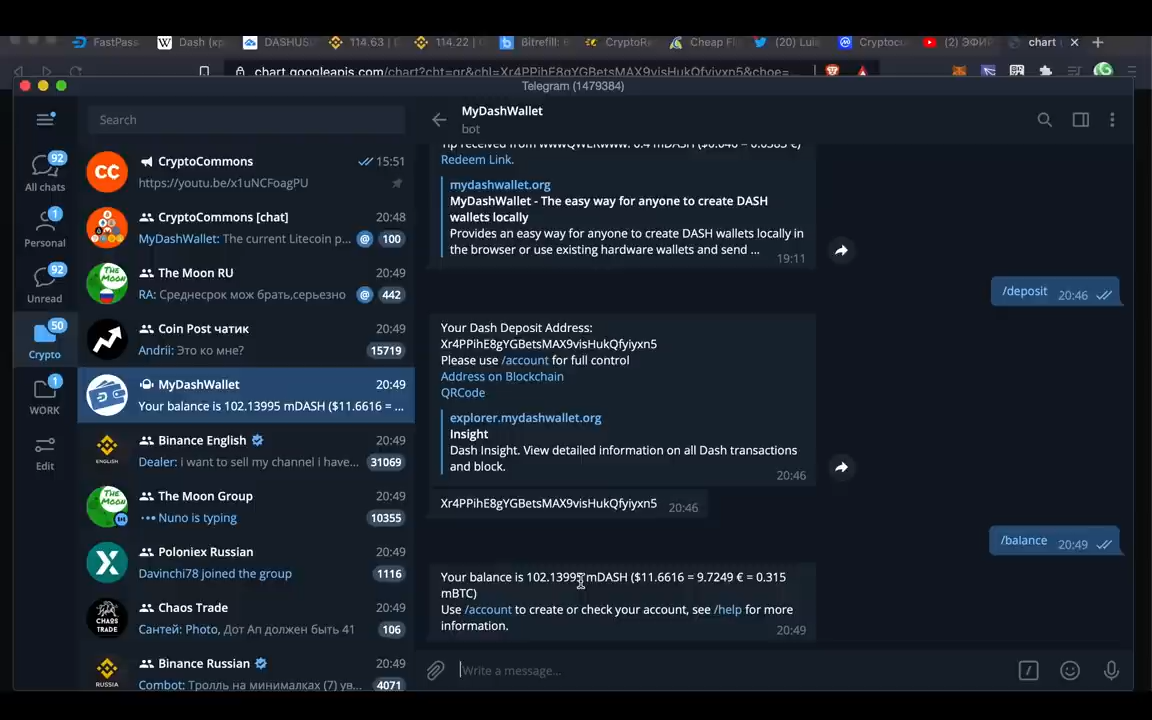 FastPass
Dash (кр
DASHUS
114.63
114.22
Bitrefill:
CryptoRe
Cheap Fli
(20) Luis
Cryptocu
(2) ЭФИР
chart
chart.googleapis.com/chart?cht=qr&chl=Xr4PPihE8gYGBetsMAX9visHukQfyiyxn5&choe=...
Telegram (1479384)
Search
MyDashWallet
bot
92
All chats
1
Personal
92
Unread
50
Crypto
1
WORK
Edit
CC
CryptoCommons
15:51
https://youtu.be/x1uNCFoagPU
CryptoCommons [chat]
20:48
MyDashWallet: The current Litecoin p...
@ 100
The Moon RU
20:49
RA: Среднесрок мож брать,серьезно
@ 442
Coin Post чатик
20:49
Andrii: Это ко мне?
15719
MyDashWallet
20:49
Your balance is 102.13995 mDASH ($11.6616 = ...
ENGLISH
Binance English
20:49
Dealer: i want to sell my channel i have...
31069
The Moon Group
20:49
Nuno is typing
10355
Poloniex Russian
20:49
Davinchi78 joined the group
1116
CHAOS
TRADE
Chaos Trade
20:49
Сантей: Photo, Дот Ап должен быть 41
106
RUSSIA
Binance Russian
20:49
Combot: Тролль на минималках (7) ув...
4071
Tip received from wwwQWERwww: 0.4 mDASH
Redeem Link.
mydashwallet.org
MyDashWallet - The easy way for anyone to create DASH
wallets locally
Provides an easy way for anyone to create DASH wallets locally in
the browser or use existing hardware wallets and send ...
19:11
/deposit 20:46
Your Dash Deposit Address:
Xr4PPihE8gYGBetsMAX9visHukQfyiyxn5
Please use /account for full control
Address on Blockchain
QRCode
explorer.mydashwallet.org
Insight
Dash Insight. View detailed information on all Dash transactions
and block.
20:46
Xr4PPihE8gYGBetsMAX9visHukQfyiyxn5 20:46
/balance 20:49
Your balance is 102.13995 mDASH ($11.6616 = 9.7249 € = 0.315
mBTC)
Use /account to create or check your account, see /help for more
information.
20:49
Write a message...